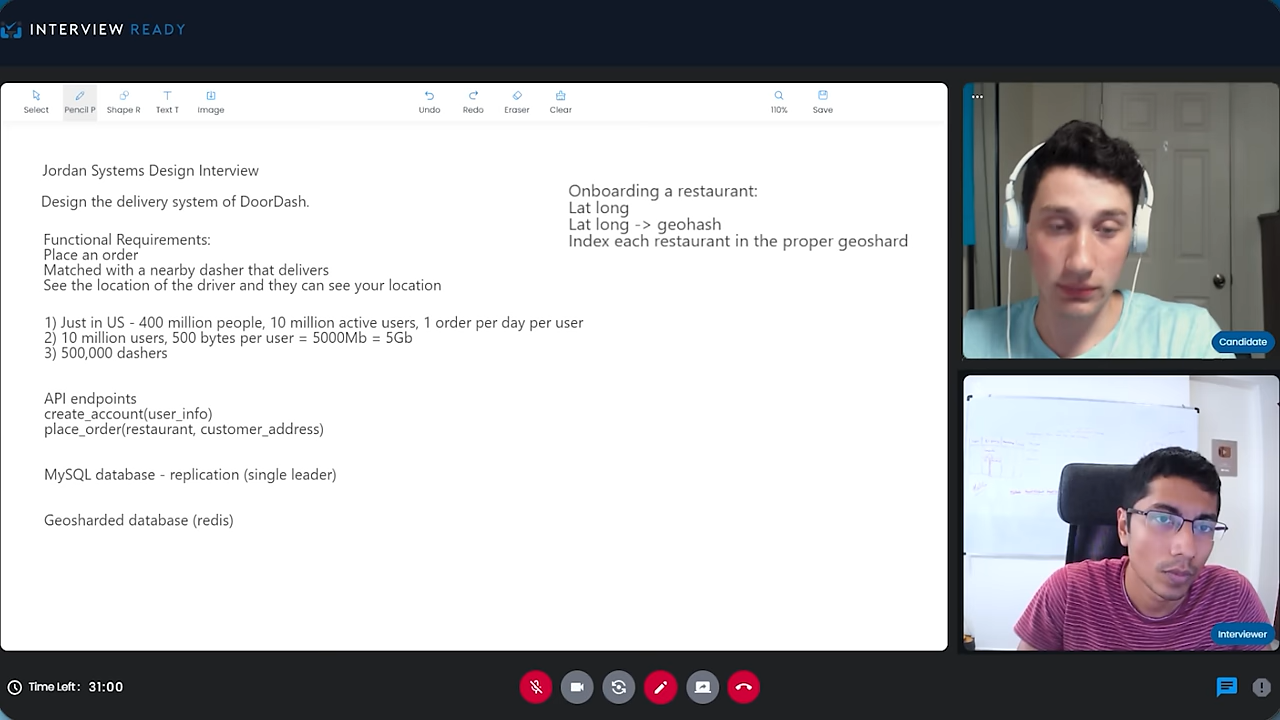 INTERVIEW READY
Select
Pencil P
Shape R
Text T
Image
Undo
Redo
Eraser
Clear
110%
Save
Jordan Systems Design Interview
Design the delivery system of DoorDash.
Functional Requirements:
Place an order
Matched with a nearby dasher that delivers
See the location of the driver and they can see your location
1) Just in US - 400 million people, 10 million active users, 1 order per day per user
2) 10 million users, 500 bytes per user = 5000Mb = 5Gb
3) 500,000 dashers
API endpoints
create_account(user_info)
place_order(restaurant, customer_address)
MySQL database - replication (single leader)
Geosharded database (redis)
Onboarding a restaurant:
Lat long
Lat long -> geohash
Index each restaurant in the proper geoshard
Candidate
Interviewer
Time Left : 31:00